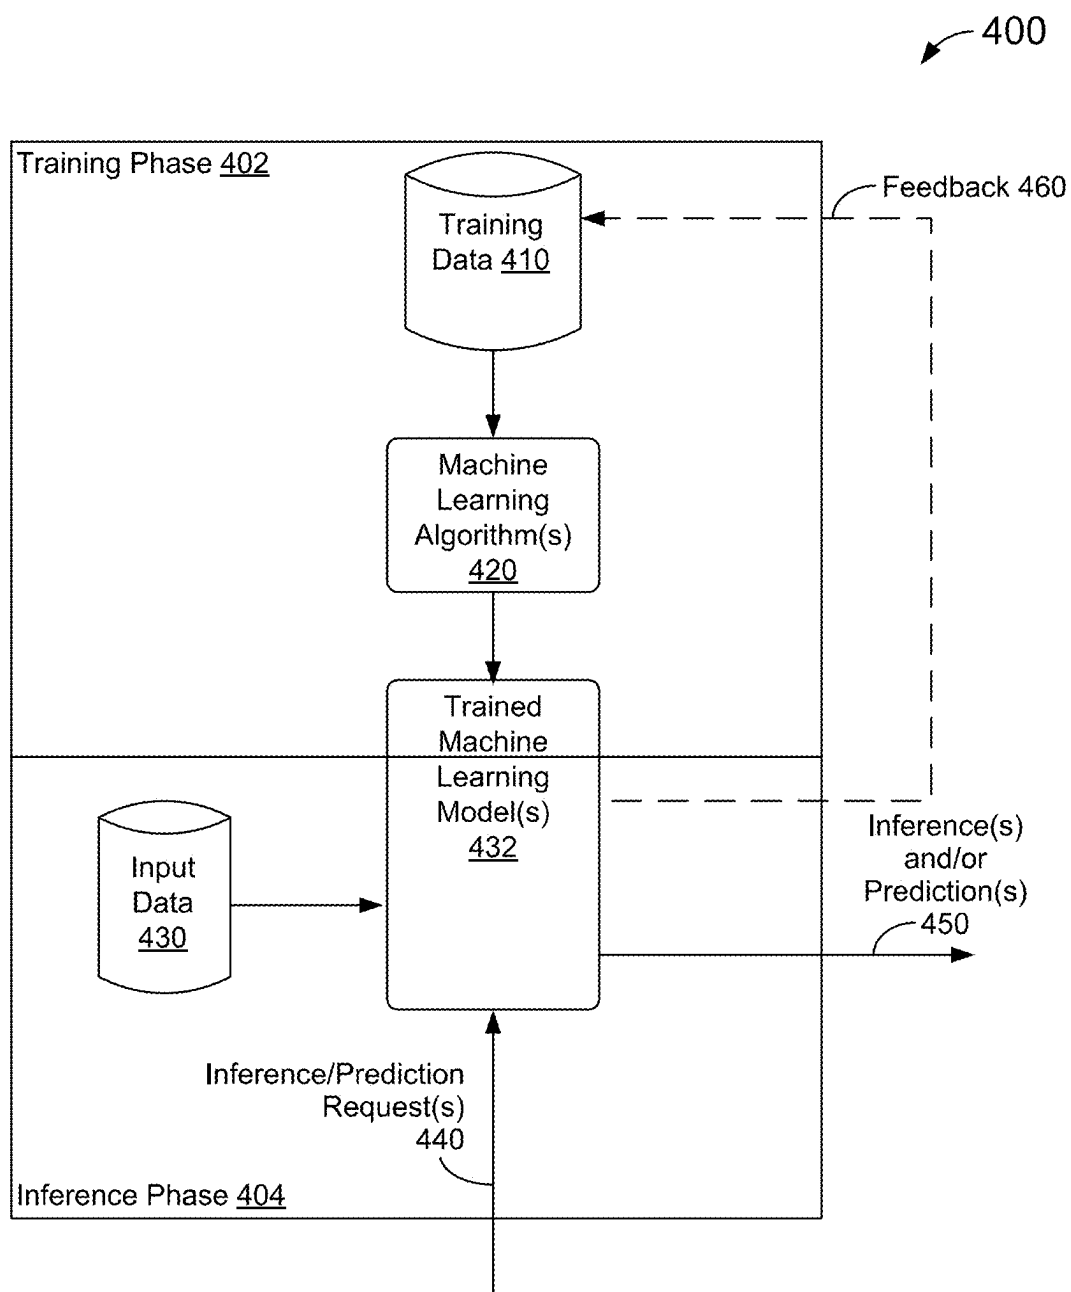 400
Training Phase 402
Training
Data 410
Feedback 460
Machine
Learning
Algorithm(s)
420
Trained
Machine
Learning
Model(s)
432
Input
Data
430
Inference(s)
and/or
Prediction(s)
450
Inference/Prediction
Request(s)
440
Inference Phase 404